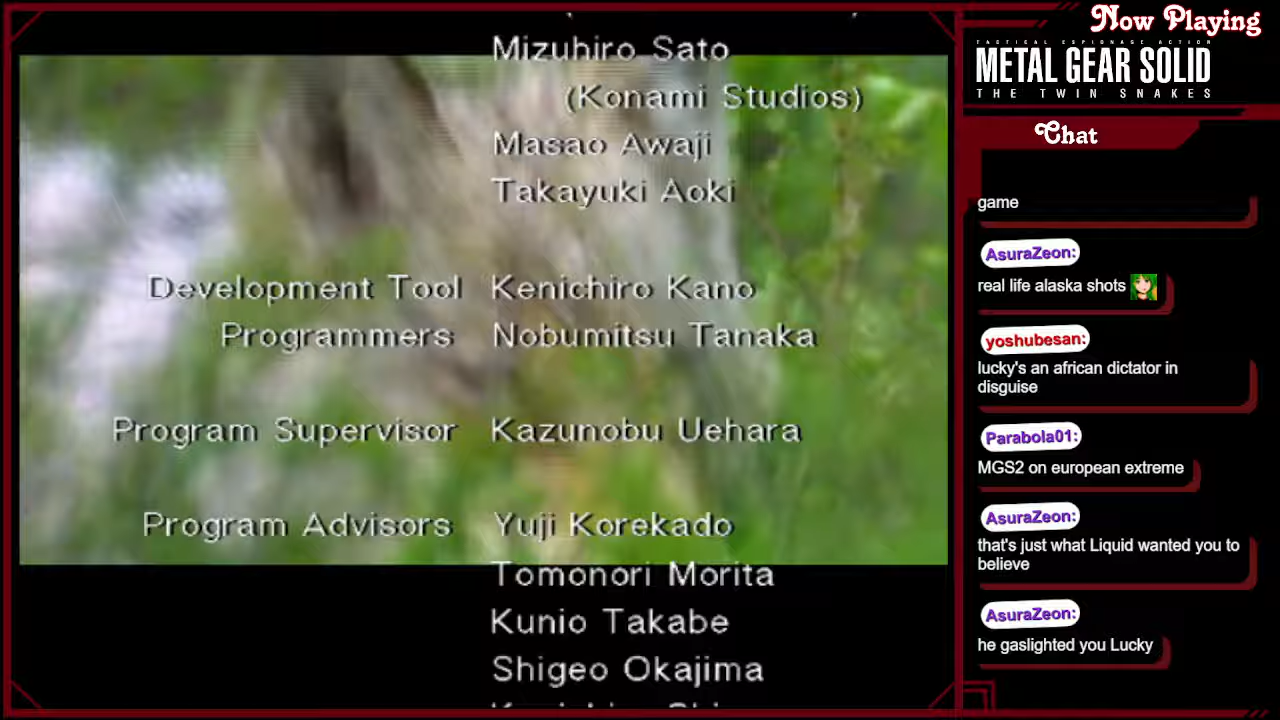 Mizuhiro Sato
(Konami Studios)
Masao Awaji
Takayuki Aoki
Development Tool Kenichiro Kano
Programmers Nobumitsu Tanaka
Program Supervisor Kazunobu Uehara
Program Advisors Yuji Korekado
Tomonori Morita
Kunio Takabe
Shigeo Okajima
Now Playing
TACTICAL ESPIONAGE ACTION
METAL GEAR SOLID
THE TWIN SNAKES
Chat
game
AsuraZeon:
real life alaska shots
yoshubesan:
lucky's an african dictator in
disguise
Parabola01:
MGS2 on european extreme
AsuraZeon:
that's just what Liquid wanted you to
believe
AsuraZeon:
he gaslighted you Lucky